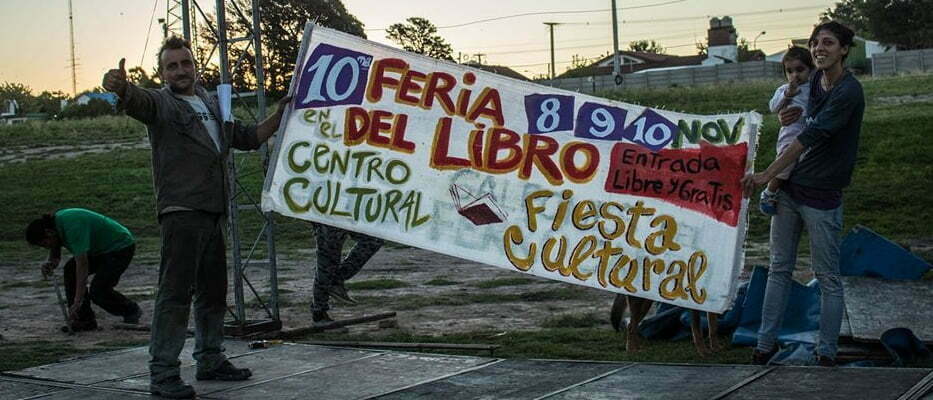 10ma FeriA 8 9 10 NOV
en el DEL LIBRO EnTrADA
Libre y GraTis
CenTrO
CULTURAL Fiesta
Cultural